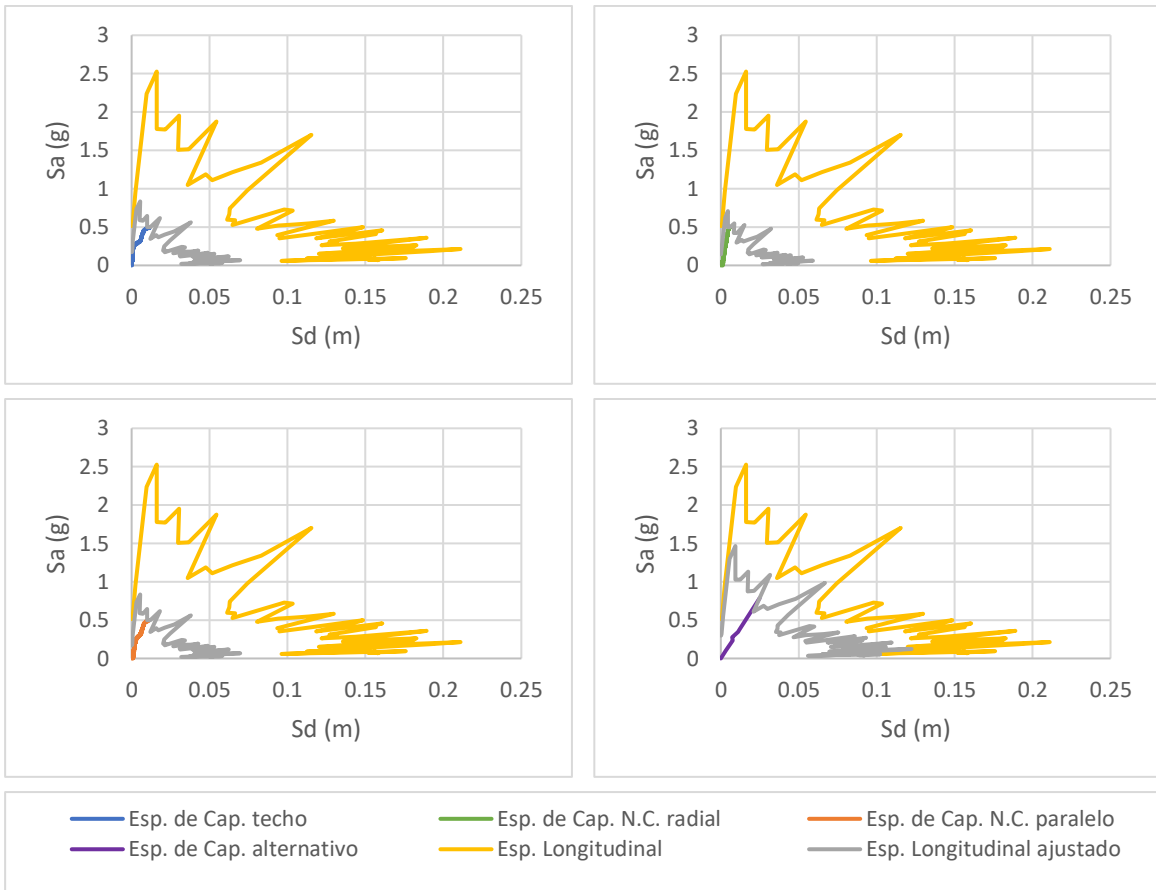 3
2.5
2
1.5
1
0.5
0
Sa (g)
0 0.05 0.1 0.15 0.2 0.25
Sd (m)
3
2.5
2
1.5
1
0.5
0
Sa (g)
0 0.05 0.1 0.15 0.2 0.25
Sd (m)
3
2.5
2
1.5
1
0.5
0
Sa (g)
0 0.05 0.1 0.15 0.2 0.25
Sd (m)
3
2.5
2
1.5
1
0.5
0
Sa (g)
0 0.05 0.1 0.15 0.2 0.25
Sd (m)
Esp. de Cap. techo Esp. de Cap. N.C. radial Esp. de Cap. N.C. paralelo
Esp. de Cap. alternativo Esp. Longitudinal Esp. Longitudinal ajustado